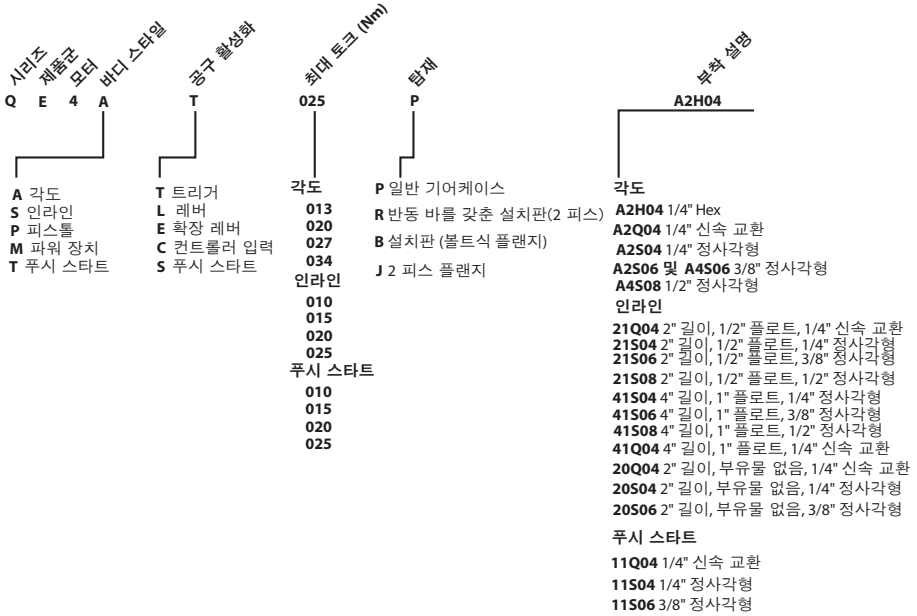 시리즈
제품군
모터
바디 스타일
공구 활성화
최대 토크 (Nm)
탑재
부착 설명
Q E 4 A T 025 P A2H04
A 각도
S 인라인
P 피스톨
M 파워 장치
T 푸시 스타트
T 트리거
L 레버
E 확장 레버
C 컨트롤러 입력
S 푸시 스타트
각도
013
020
027
034
인라인
010
015
020
025
푸시 스타트
010
015
020
025
P 일반 기어케이스
R 반동 바를 갖춘 설치판(2 피스)
B 설치판 (볼트식 플랜지)
J 2 피스 플랜지
각도
A2H04 1/4" Hex
A2Q04 1/4" 신속 교환
A2S04 1/4" 정사각형
A2S06 및 A4S06 3/8" 정사각형
A4S08 1/2" 정사각형
인라인
21Q04 2" 길이, 1/2" 플로트, 1/4" 신속 교환
21S04 2" 길이, 1/2" 플로트, 1/4" 정사각형
21S06 2" 길이, 1/2" 플로트, 3/8" 정사각형
21S08 2" 길이, 1/2" 플로트, 1/2" 정사각형
41S04 4" 길이, 1" 플로트, 1/4" 정사각형
41S06 4" 길이, 1" 플로트, 3/8" 정사각형
41S08 4" 길이, 1" 플로트, 1/2" 정사각형
41Q04 4" 길이, 1" 플로트, 1/4" 신속 교환
20Q04 2" 길이, 부유물 없음, 1/4" 신속 교환
20S04 2" 길이, 부유물 없음, 1/4" 정사각형
20S06 2" 길이, 부유물 없음, 3/8" 정사각형
푸시 스타트
11Q04 1/4" 신속 교환
11S04 1/4" 정사각형
11S06 3/8" 정사각형